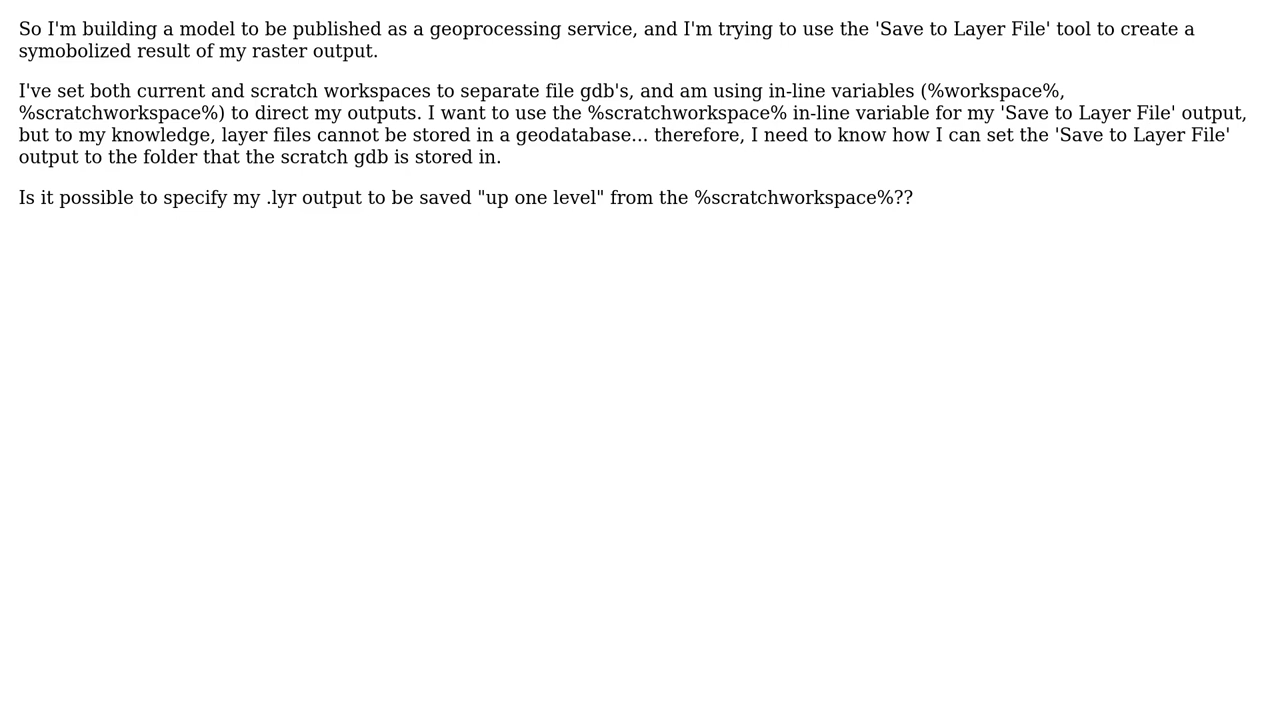 So I'm building a model to be published as a geoprocessing service, and I'm trying to use the 'Save to Layer File' tool to create a
symobolized result of my raster output.
I've set both current and scratch workspaces to separate file gdb's, and am using in-line variables (%workspace%,
%scratchworkspace%) to direct my outputs. I want to use the %scratchworkspace% in-line variable for my 'Save to Layer File' output,
but to my knowledge, layer files cannot be stored in a geodatabase... therefore, I need to know how I can set the 'Save to Layer File'
output to the folder that the scratch gdb is stored in.
Is it possible to specify my .lyr output to be saved "up one level" from the %scratchworkspace%??